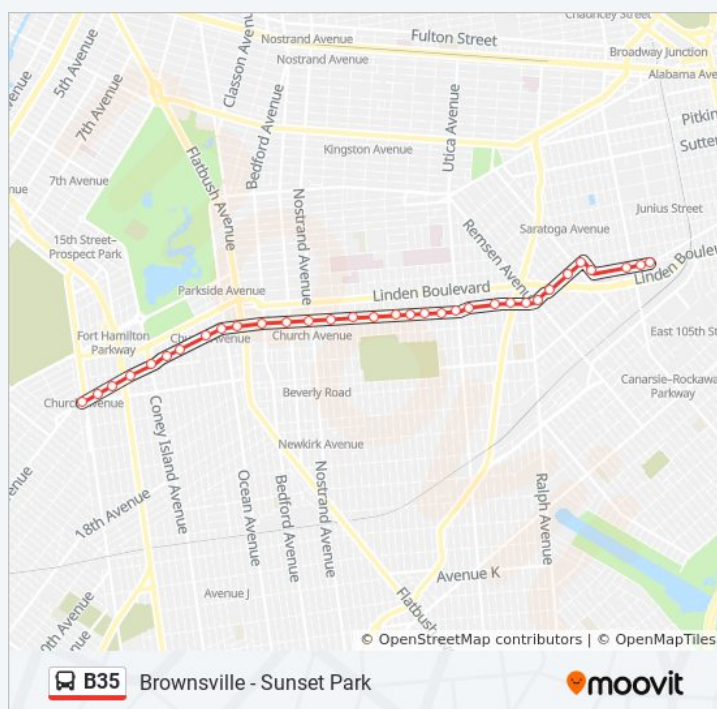 Chauncey Street
Fulton Street
Nostrand Avenue
Broadway Junction
Nostrand Avenue
Alabama Ave
5th Avenue
Classon Avenue
7th Avenue
Bedford Avenue
Utica Avenue
Pitkin
Sutter
Kingston Avenue
7th Avenue
Flatbush Avenue
Nostrand Avenue
Remsen Avenue
Junius Street
Saratoga Avenue
15th Street–
Prospect Park
Linden Boulevard
Linden Boulev
Parkside Avenue
Fort Hamilton
Parkway
Church Avenue
East 105th St
Canarsie–Rockawa
Parkway
Church Avenue
Beverly Road
Coney Island Avenue
Newkirk Avenue
18th Avenue
Ocean Avenue
Bedford Avenue
Nostrand Avenue
Ralph Avenue
Avenue K
Avenue J
Flatbush
© OpenStreetMap contributors | © OpenMapTiles
B35 Brownsville - Sunset Park
moovit